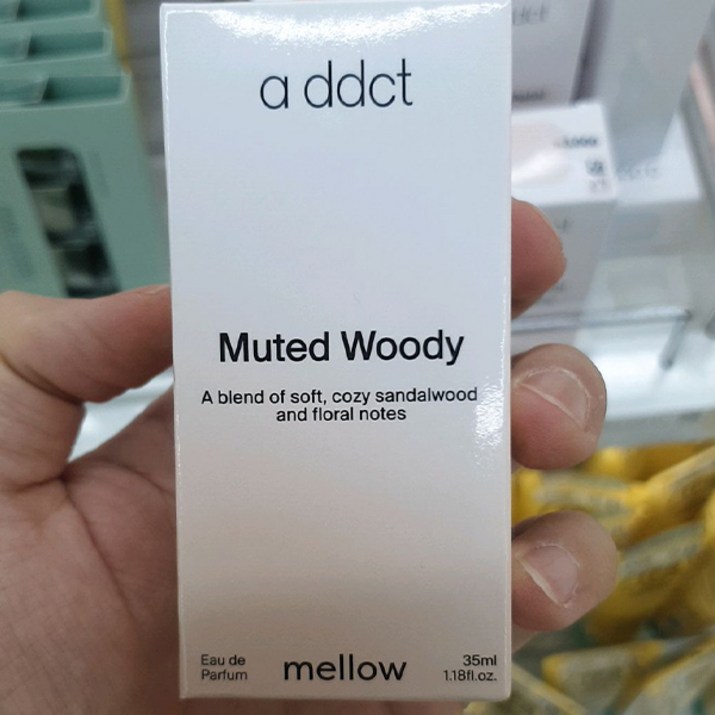 a ddct
Muted Woody
A blend of soft, cozy sandalwood
and floral notes
Eau de
Parfum
mellow
35ml
1.18fl.oz.